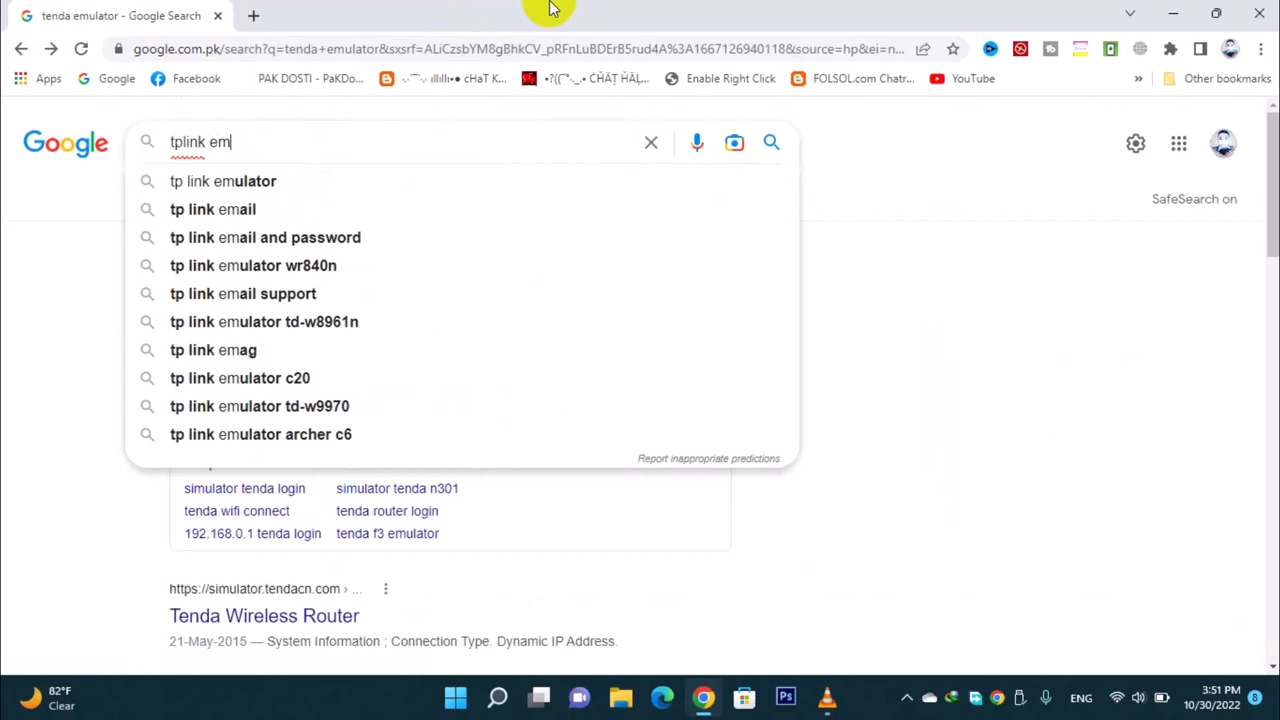 tenda emulator - Google Search
google.com.pk/search?q=tenda+emulator&sxsrf=ALiCzsbYM8gBhkCV_pRFnLuBDErB5rud4A%3A1667126940118&source=hp&ei=n...
Apps Google Facebook PAK DOSTI - PaKDo... cHaT K... Enable Right Click FOLSOL.com Chatr... YouTube » Other bookmarks
Google
tplink em
tp link emulator
tp link email
tp link email and password
tp link emulator wr840n
tp link email support
tp link emulator td-w8961n
tp link emag
tp link emulator c20
tp link emulator td-w9970
tp link emulator archer c6
Report inappropriate predictions
SafeSearch on
simulator tenda login simulator tenda n301
tenda wifi connect tenda router login
192.168.0.1 tenda login tenda f3 emulator
https://simulator.tendacn.com › ...
Tenda Wireless Router
21-May-2015 — System Information ; Connection Type. Dynamic IP Address.
82°F
Clear
Ps
ENG
3:51 PM
10/30/2022
8